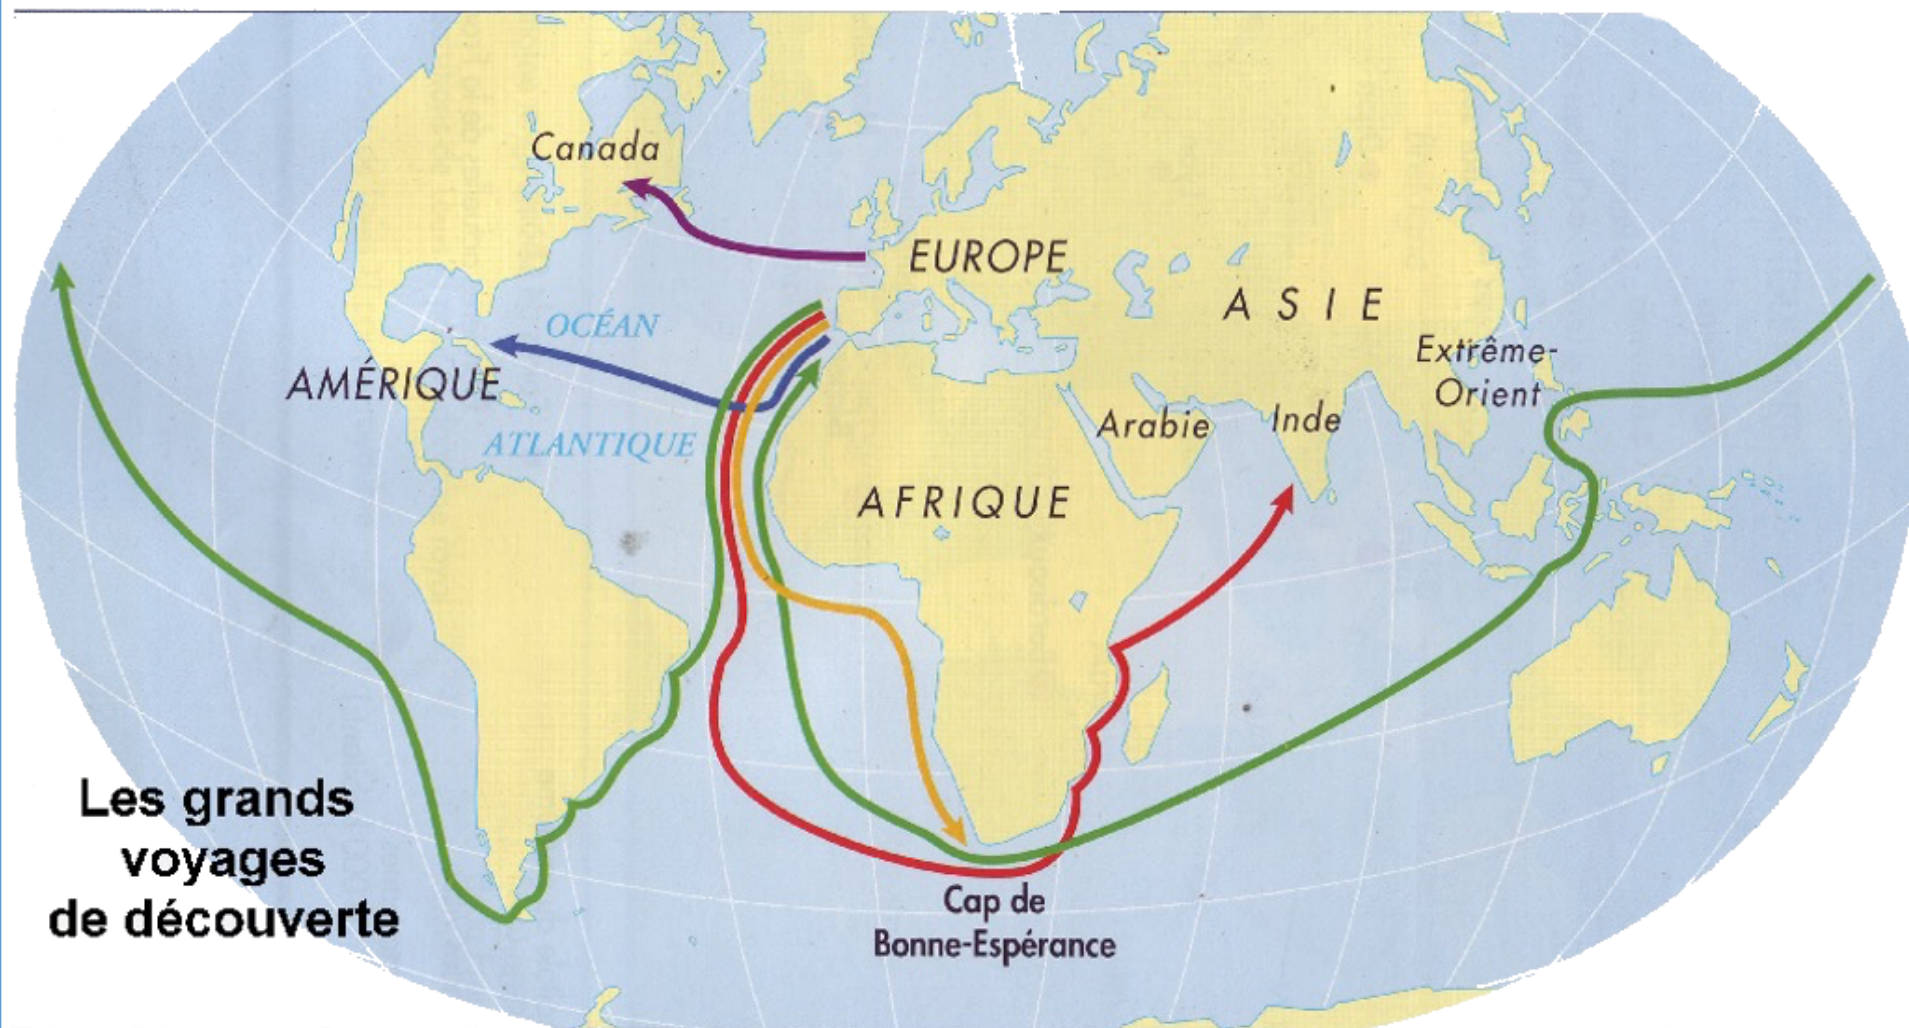 Canada
EUROPE
ASIE
OCÉAN
Extrême-
Orient
AMÉRIQUE
Arabie
Inde
ATLANTIQUE
AFRIQUE
Les grands
voyages
de découverte
Cap de
Bonne-Espérance